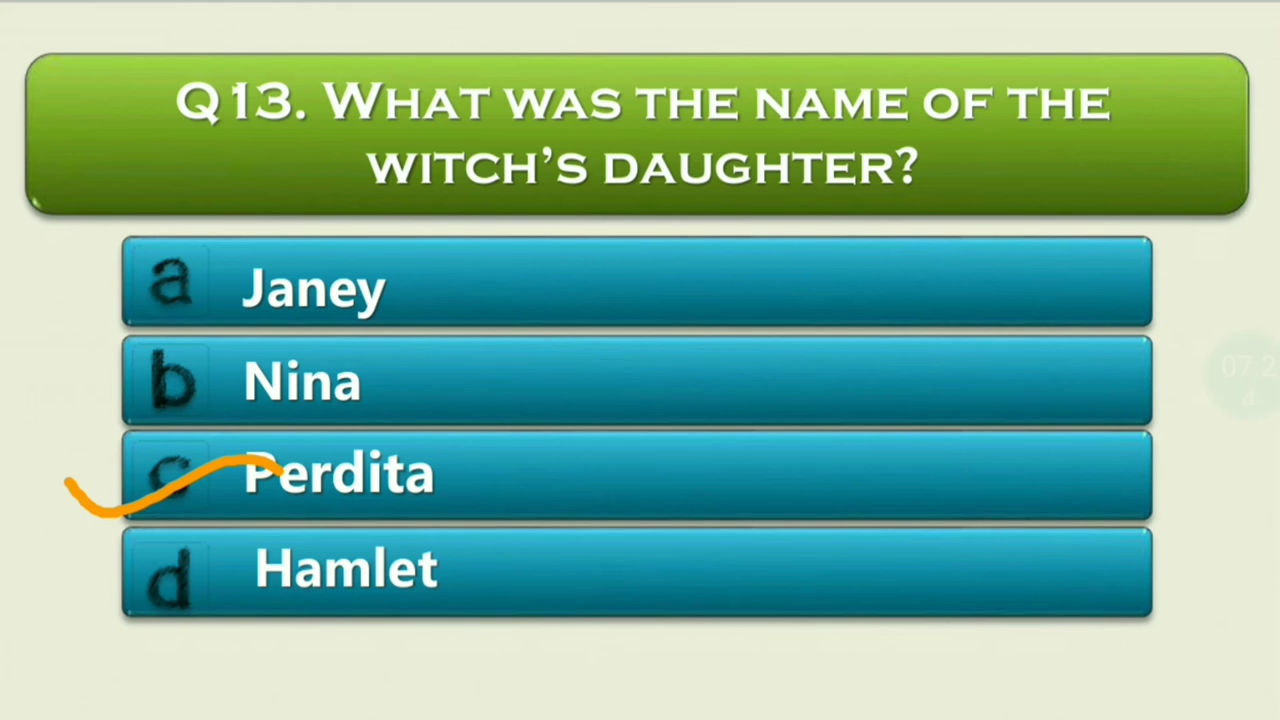 Q13. WHAT WAS THE NAME OF THE
WITCH'S DAUGHTER?
a Janey
b Nina
c Perdita
d Hamlet